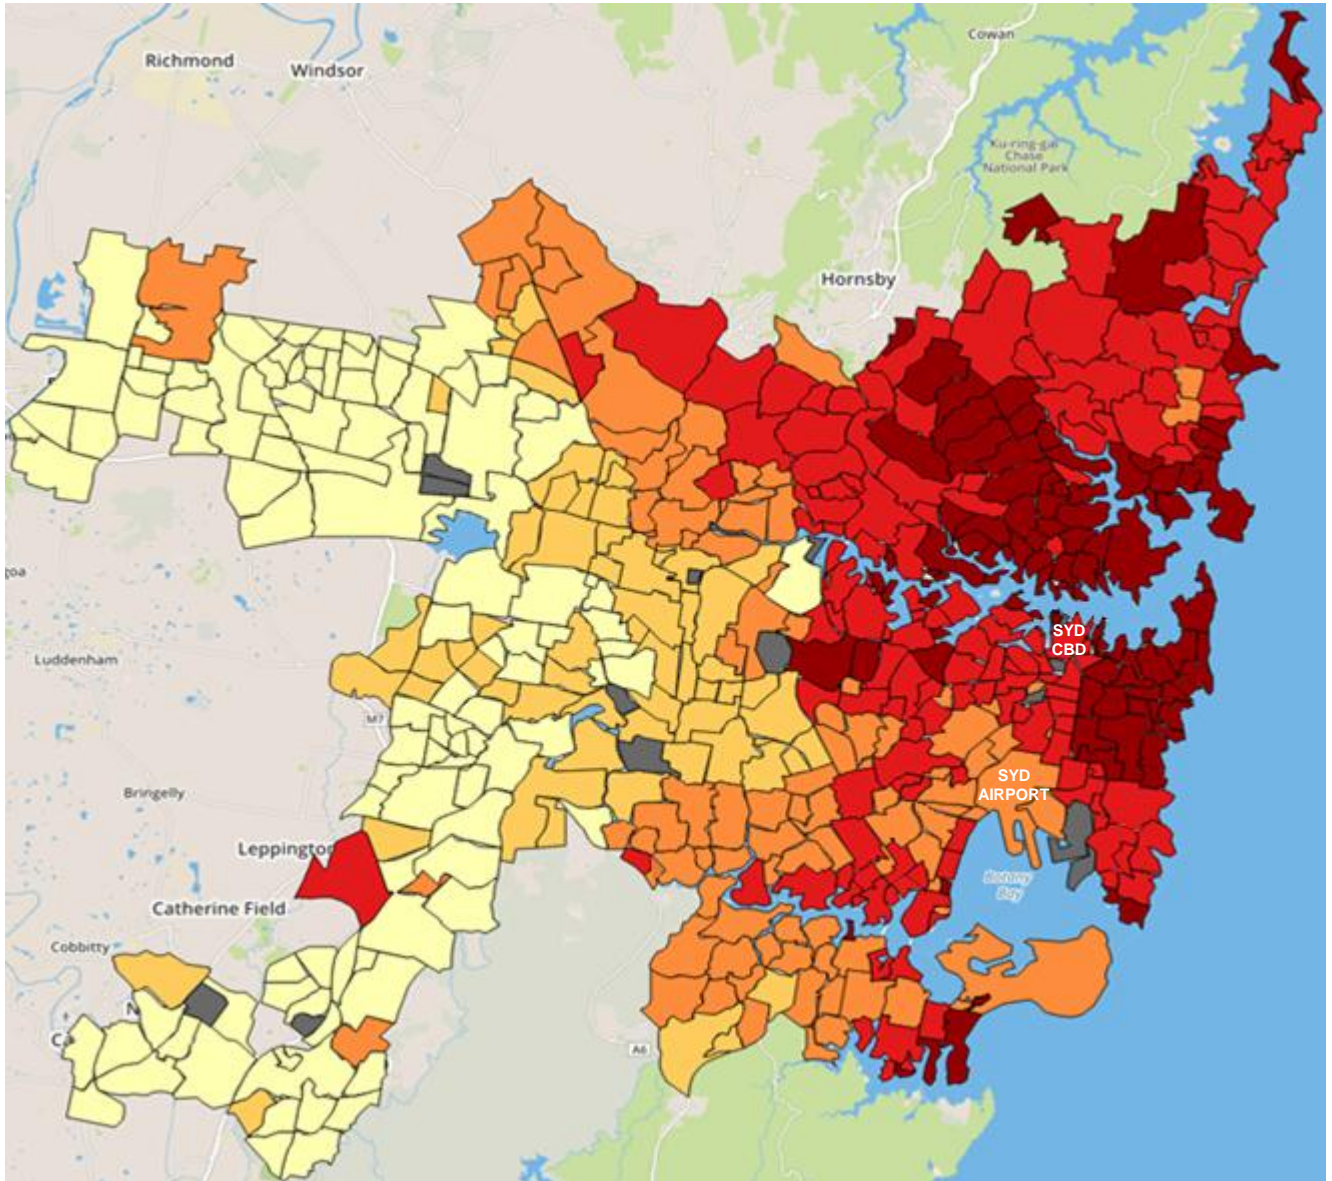 Cowan
Richmond
Windsor
Ku-ring-gai
Chase
National Park
Hornsby
SYD
CBD
Luddenham
M7
SYD
AIRPORT
Bringelly
Leppington
Botany
Bay
Catherine Field
Cobbitty
A6